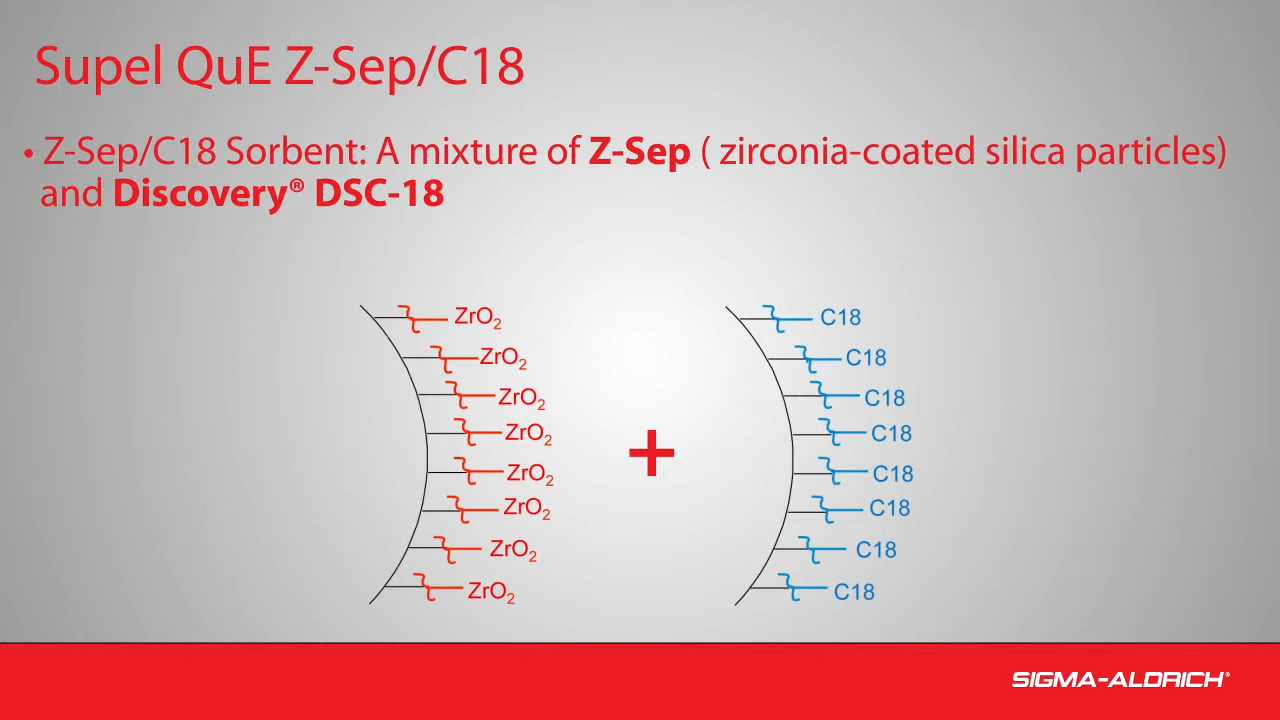 Supel QuE Z-Sep/C18
• Z-Sep/C18 Sorbent: A mixture of Z-Sep ( zirconia-coated silica particles)
and Discovery® DSC-18
ZrO₂
ZrO₂
ZrO₂
ZrO₂
ZrO₂
ZrO₂
ZrO₂
ZrO₂
+
C18
C18
C18
C18
C18
C18
C18
C18
SIGMA-ALDRICH®